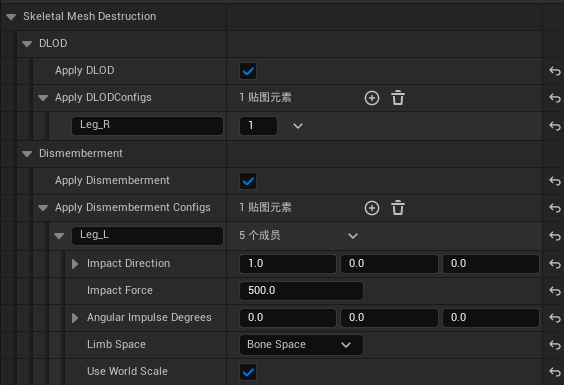 Skeletal Mesh Destruction
DLOD
Apply DLOD
Apply DLODConfigs 1 贴图元素
Leg_R 1
Dismemberment
Apply Dismemberment
Apply Dismemberment Configs 1 贴图元素
Leg_L 5 个成员
Impact Direction 1.0 0.0 0.0
Impact Force 500.0
Angular Impulse Degrees 0.0 0.0 0.0
Limb Space Bone Space
Use World Scale